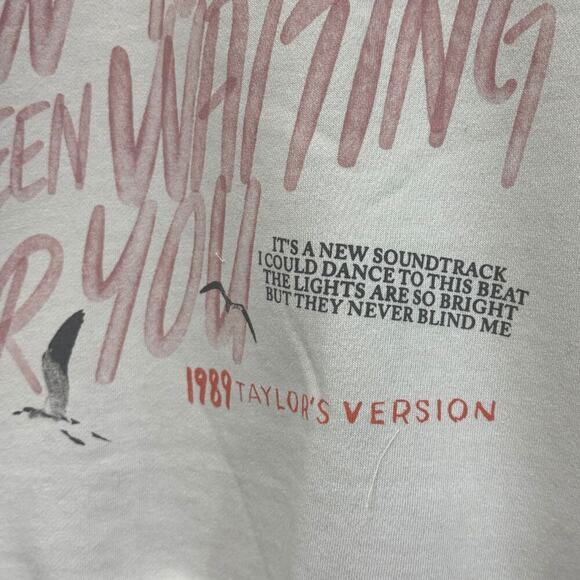 WAITING
YOU
IT'S A NEW SOUNDTRACK
I COULD DANCE TO THIS BEAT
THE LIGHTS ARE SO BRIGHT
BUT THEY NEVER BLIND ME
1989 TAYLOR'S VERSION